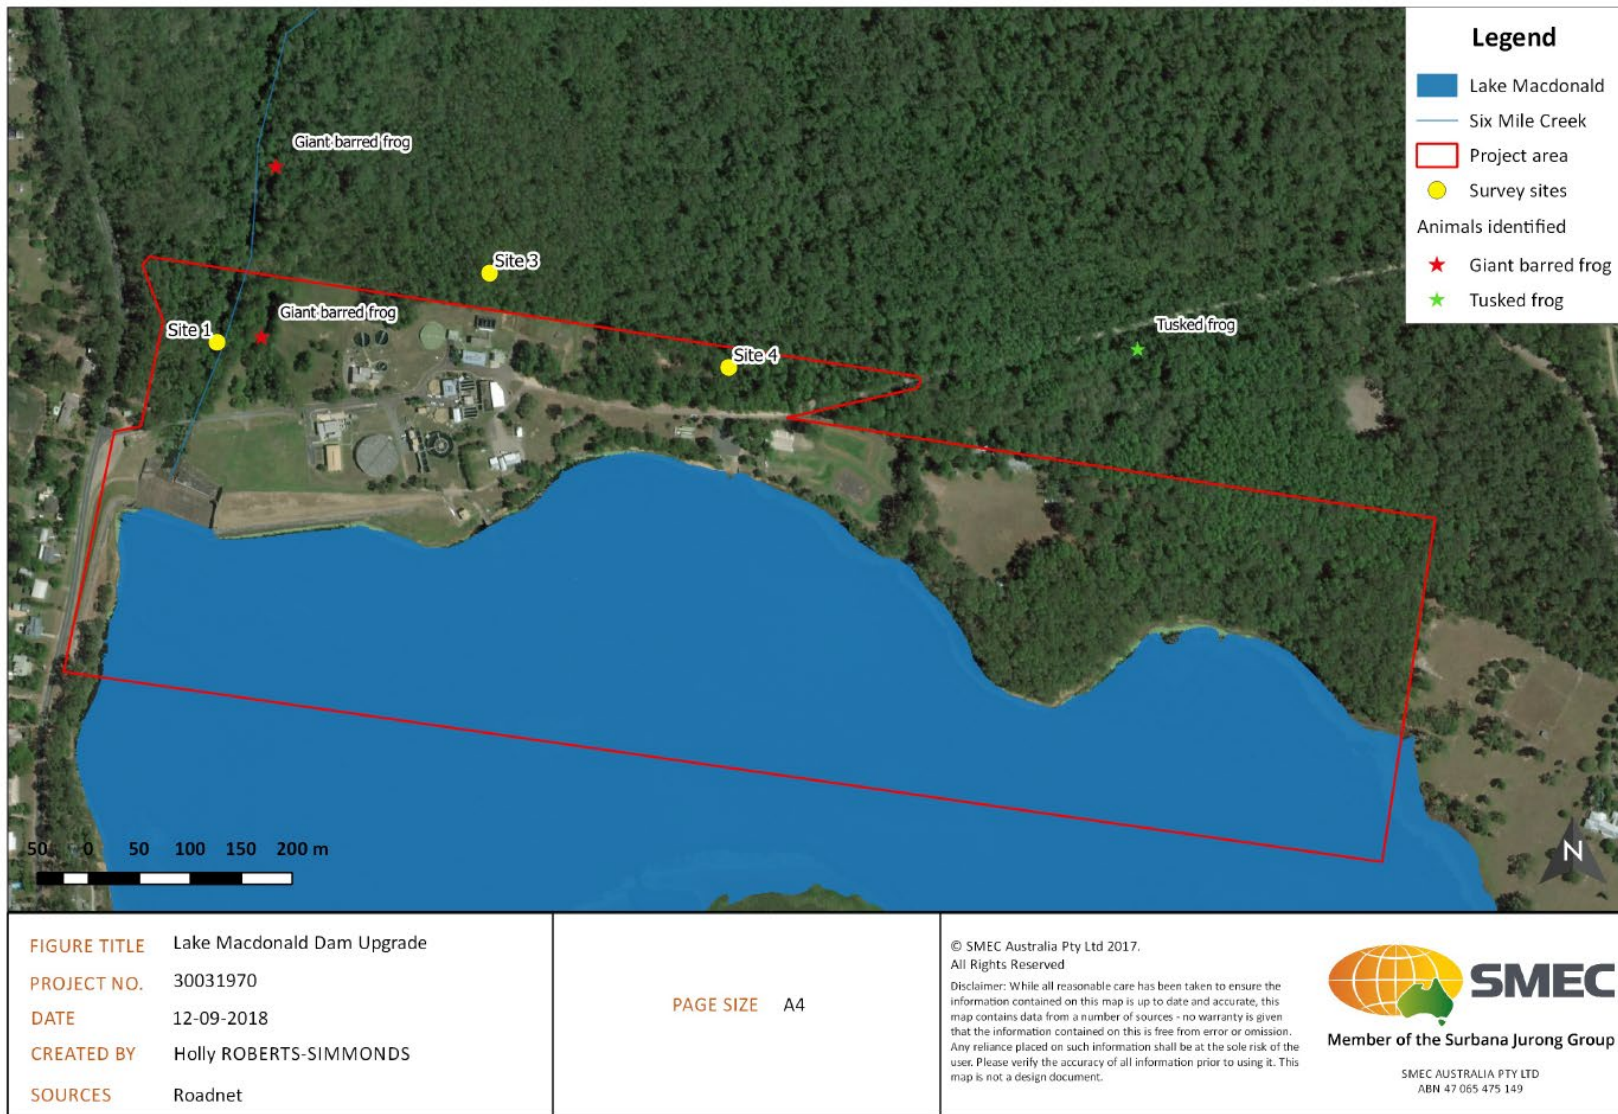 Legend
Lake Macdonald
Six Mile Creek
Project area
Survey sites
Animals identified
Giant barred frog
Tusked frog
Giant barred frog
Site 3
Giant barred frog
Site 1
Tusked frog
Site 4
50 0 50 100 150 200 m
N
FIGURE TITLE Lake Macdonald Dam Upgrade
PROJECT NO. 30031970
DATE 12-09-2018
CREATED BY Holly ROBERTS-SIMMONDS
SOURCES Roadnet
PAGE SIZE A4
© SMEC Australia Pty Ltd 2017.
All Rights Reserved
Disclaimer: While all reasonable care has been taken to ensure the
information contained on this map is up to date and accurate, this
map contains data from a number of sources - no warranty is given
that the information contained on this is free from error or omission.
Any reliance placed on such information shall be at the sole risk of the
user. Please verify the accuracy of all information prior to using it. This
map is not a design document.
SMEC
Member of the Surbana Jurong Group
SMEC AUSTRALIA PTY LTD
ABN 47 065 475 149